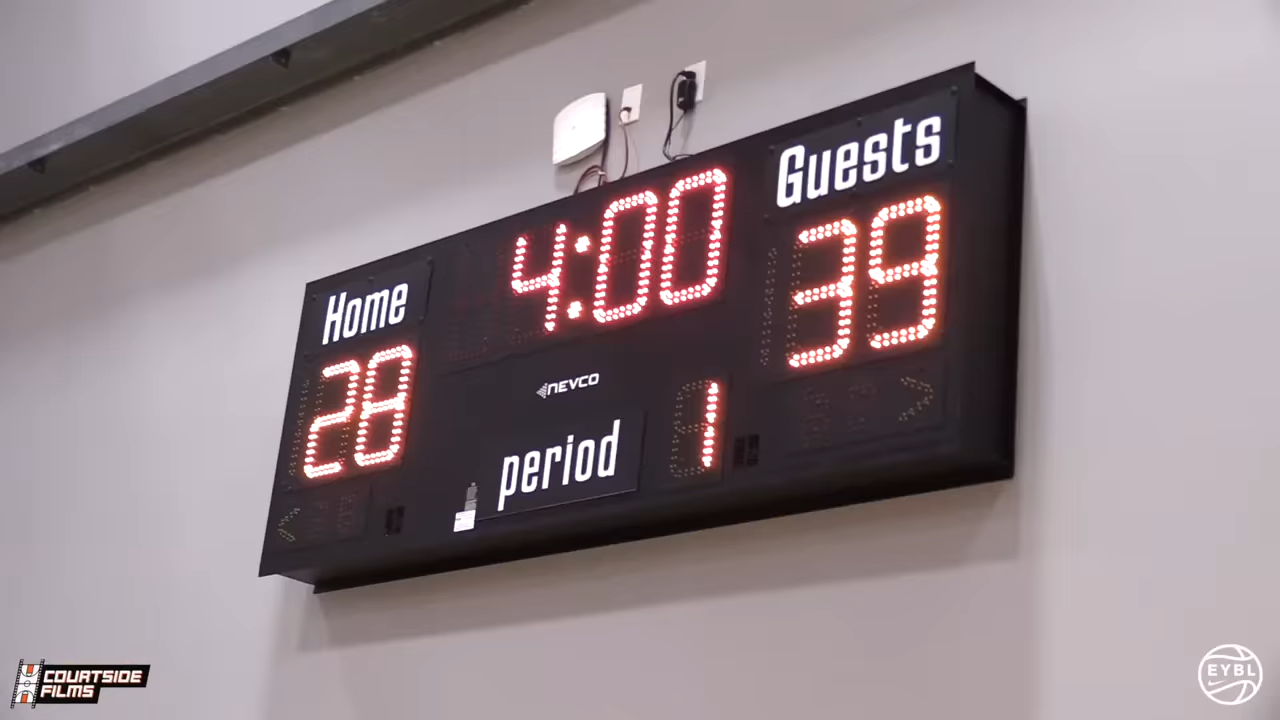 Guests
4:00
39
Home
28
NEVCO
period 1
COURTSIDE
FILMS
EYBL